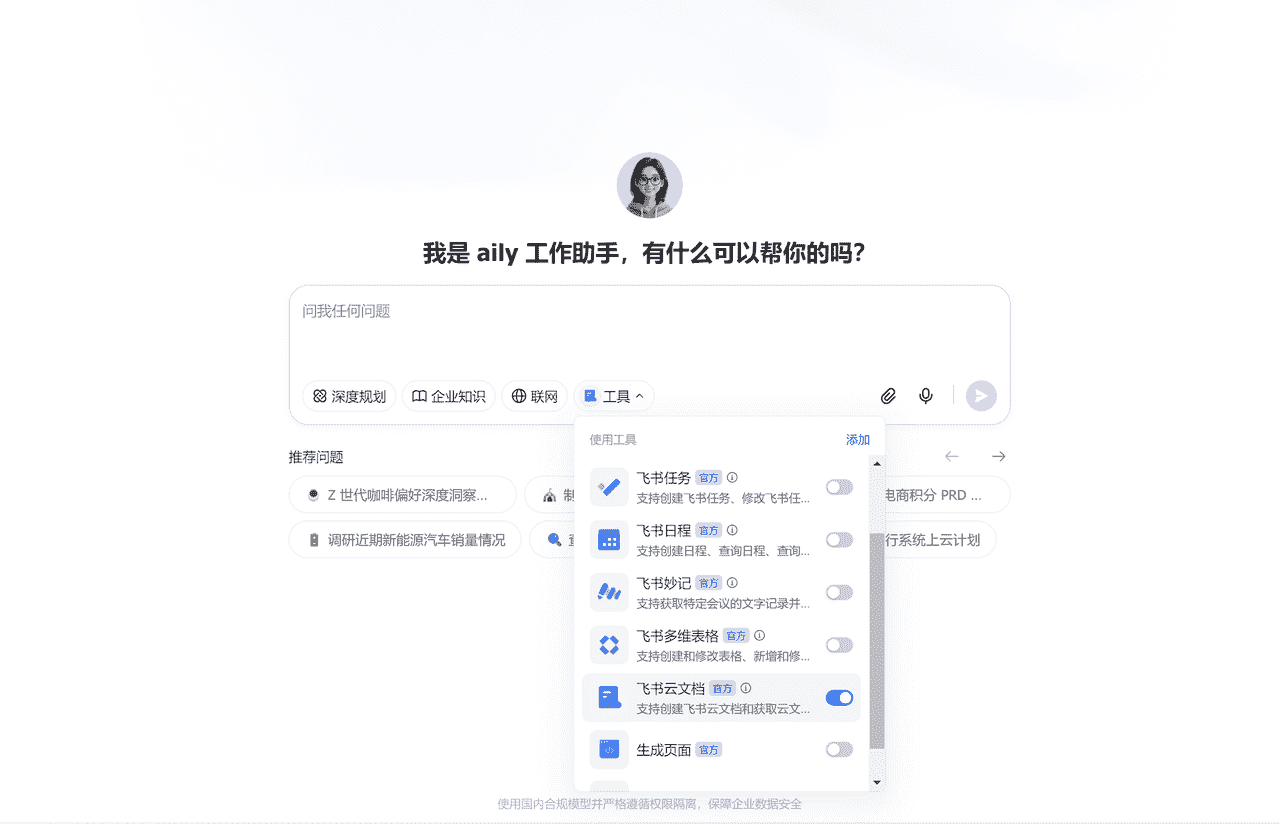 我是 aily 工作助手，有什么可以帮你的吗？
问我任何问题
深度规划 企业知识 联网 工具
使用工具 添加
推荐问题
飞书任务 官方
支持创建飞书任务、修改飞书任...
Z 世代咖啡偏好深度洞察... 制 电商积分 PRD ...
飞书日程 官方
支持创建日程、查询日程、查询...
调研近期新能源汽车销量情况 行系统上云计划
飞书妙记 官方
支持获取特定会议的文字记录并...
飞书多维表格 官方
支持创建和修改表格、新增和修...
飞书云文档 官方
支持创建飞书云文档和获取云文...
生成页面 官方
使用国内合规模型并严格遵循权限隔离，保障企业数据安全